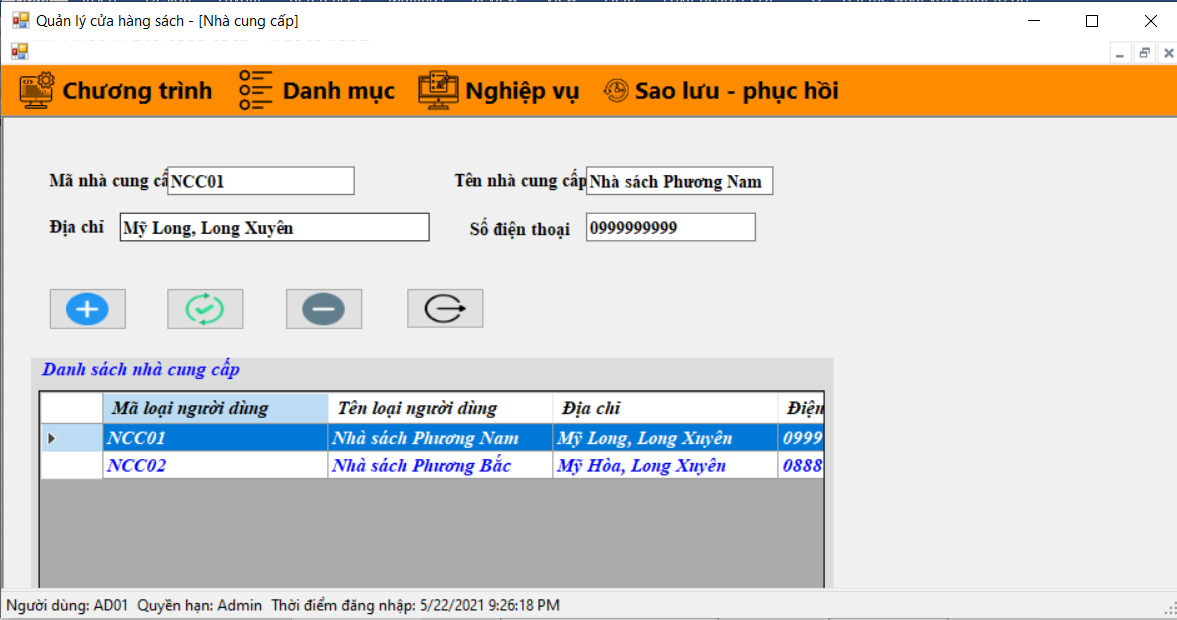 Quản lý cửa hàng sách - [Nhà cung cấp]
Chương trình Danh mục Nghiệp vụ Sao lưu - phục hồi
Mã nhà cung cấ NCC01 Tên nhà cung cấp Nhà sách Phương Nam
Địa chỉ Mỹ Long, Long Xuyên Số điện thoại 0999999999
Danh sách nhà cung cấp
Mã loại người dùng Tên loại người dùng Địa chỉ Điện
NCC01 Nhà sách Phương Nam Mỹ Long, Long Xuyên 0999
NCC02 Nhà sách Phương Bắc Mỹ Hòa, Long Xuyên 0888
Người dùng: AD01 Quyền hạn: Admin Thời điểm đăng nhập: 5/22/2021 9:26:18 PM